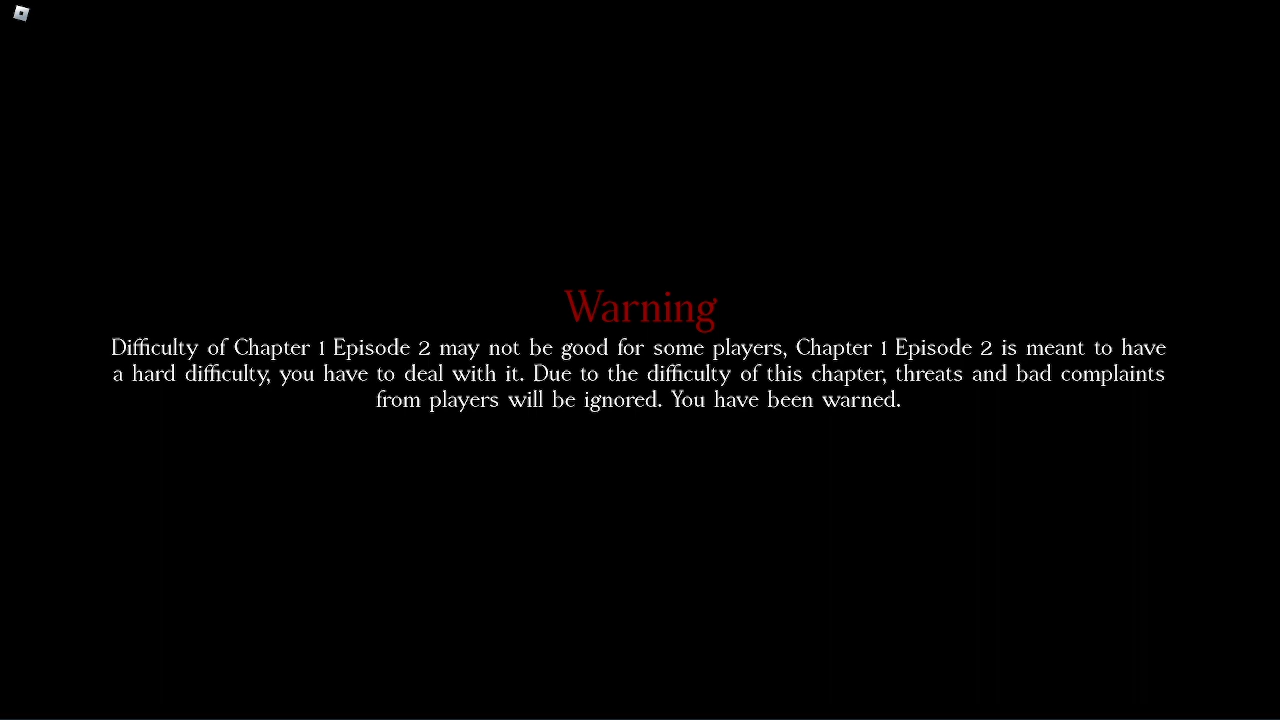 Warning
Difficulty of Chapter 1 Episode 2 may not be good for some players, Chapter 1 Episode 2 is meant to have
a hard difficulty, you have to deal with it. Due to the difficulty of this chapter, threats and bad complaints
from players will be ignored. You have been warned.